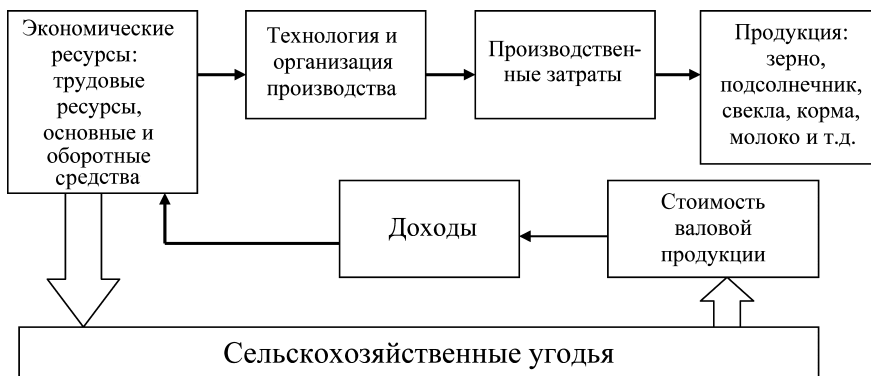 Экономические
ресурсы:
трудовые
ресурсы,
основные и
оборотные
средства
Технология и
организация
производства
Производствен-
ные затраты
Продукция:
зерно,
подсолнечник,
свекла, корма,
молоко и т.д.
Доходы
Стоимость
валовой
продукции
Сельскохозяйственные угодья